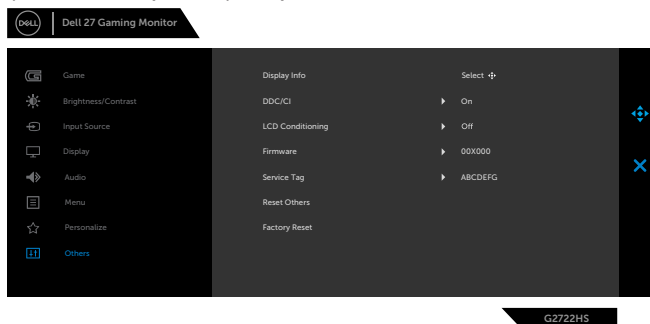 DELL
Dell 27 Gaming Monitor
Game Display Info Select
Brightness/Contrast DDC/CI On
Input Source LCD Conditioning Off
Display Firmware 00X000
Audio Service Tag ABCDEFG
Menu Reset Others
Personalize Factory Reset
Others
G2722HS